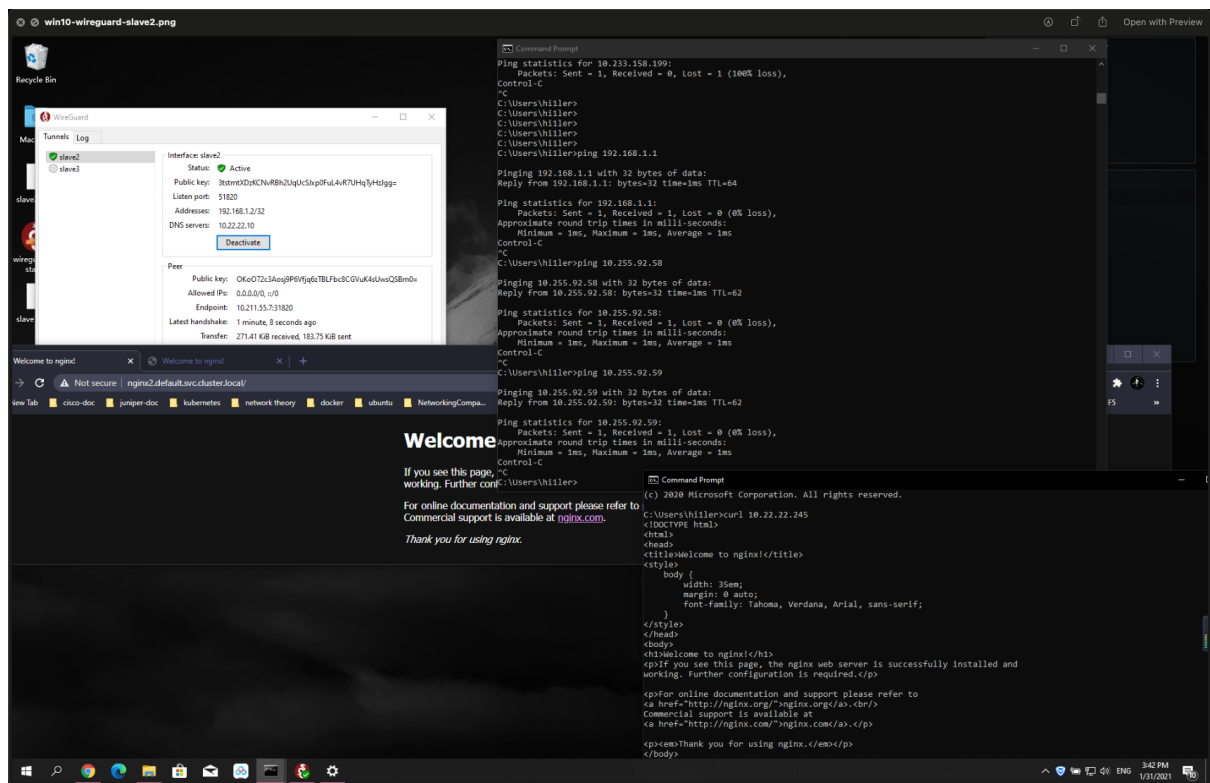 win10-wireguard-slave2.png
Open with Preview
Recycle Bin
Mac
slave
wiregu
sta
slave
WireGuard
Tunnels Log
slave2
slave3
Interface: slave2
Status: Active
Listen port: 51820
Addresses: 192.168.1.2/32
DNS servers: 10.22.22.10
Deactivate
Peer
Allowed IPs: 0.0.0.0/0, ::/0
Endpoint: 10.211.55.7:31820
Latest handshake: 1 minute, 8 seconds ago
Transfer: 271.41 KiB received, 183.75 KiB sent
Command Prompt
Ping statistics for 10.233.158.199:
Packets: Sent = 1, Received = 0, Lost = 1 (100% loss),
Control-C
^C
C:\Users\hi1ler>
C:\Users\hi1ler>
C:\Users\hi1ler>
C:\Users\hi1ler>
C:\Users\hi1ler>ping 192.168.1.1
Pinging 192.168.1.1 with 32 bytes of data:
Reply from 192.168.1.1: bytes=32 time=1ms TTL=64
Ping statistics for 192.168.1.1:
Packets: Sent = 1, Received = 1, Lost = 0 (0% loss),
Approximate round trip times in milli-seconds:
Minimum = 1ms, Maximum = 1ms, Average = 1ms
Control-C
^C
C:\Users\hi1ler>ping 10.255.92.58
Pinging 10.255.92.58 with 32 bytes of data:
Reply from 10.255.92.58: bytes=32 time=1ms TTL=62
Ping statistics for 10.255.92.58:
Packets: Sent = 1, Received = 1, Lost = 0 (0% loss),
Approximate round trip times in milli-seconds:
Minimum = 1ms, Maximum = 1ms, Average = 1ms
Control-C
^C
C:\Users\hi1ler>ping 10.255.92.59
Pinging 10.255.92.59 with 32 bytes of data:
Reply from 10.255.92.59: bytes=32 time=1ms TTL=62
Ping statistics for 10.255.92.59:
Packets: Sent = 1, Received = 1, Lost = 0 (0% loss),
Approximate round trip times in milli-seconds:
Minimum = 1ms, Maximum = 1ms, Average = 1ms
Control-C
^C
C:\Users\hi1ler>
Welcome to nginx!
Welcome to nginx!
Not secure nginx2.default.svc.cluster.local/
iew Tab cisco-doc juniper-doc kubernetes network theory docker ubuntu NetworkingCompa... F5 »
Welcome
If you see this page,
working. Further conf
For online documentation and support please refer to
Commercial support is available at nginx.com.
Thank you for using nginx.
Command Prompt
(c) 2020 Microsoft Corporation. All rights reserved.
C:\Users\hi1ler>curl 10.22.22.245
<!DOCTYPE html>
<html>
<head>
<title>Welcome to nginx!</title>
<style>
body {
width: 35em;
margin: 0 auto;
font-family: Tahoma, Verdana, Arial, sans-serif;
}
</style>
</head>
<body>
<h1>Welcome to nginx!</h1>
<p>If you see this page, the nginx web server is successfully installed and
working. Further configuration is required.</p>
<p>For online documentation and support please refer to
<a href="http://nginx.org/">nginx.org</a>.<br/>
Commercial support is available at
<a href="http://nginx.com/">nginx.com</a>.</p>
<p><em>Thank you for using nginx.</em></p>
</body>
ENG
3:42 PM
1/31/2021